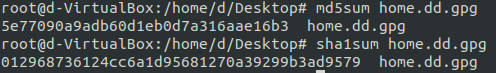 root@d-VirtualBox:/home/d/Desktop# md5sum home.dd.gpg
5e77090a9adb60d1eb0d7a316aae16b3  home.dd.gpg
root@d-VirtualBox:/home/d/Desktop# sha1sum home.dd.gpg
012968736124cc6a1d95681270a39299b3ad9579  home.dd.gpg